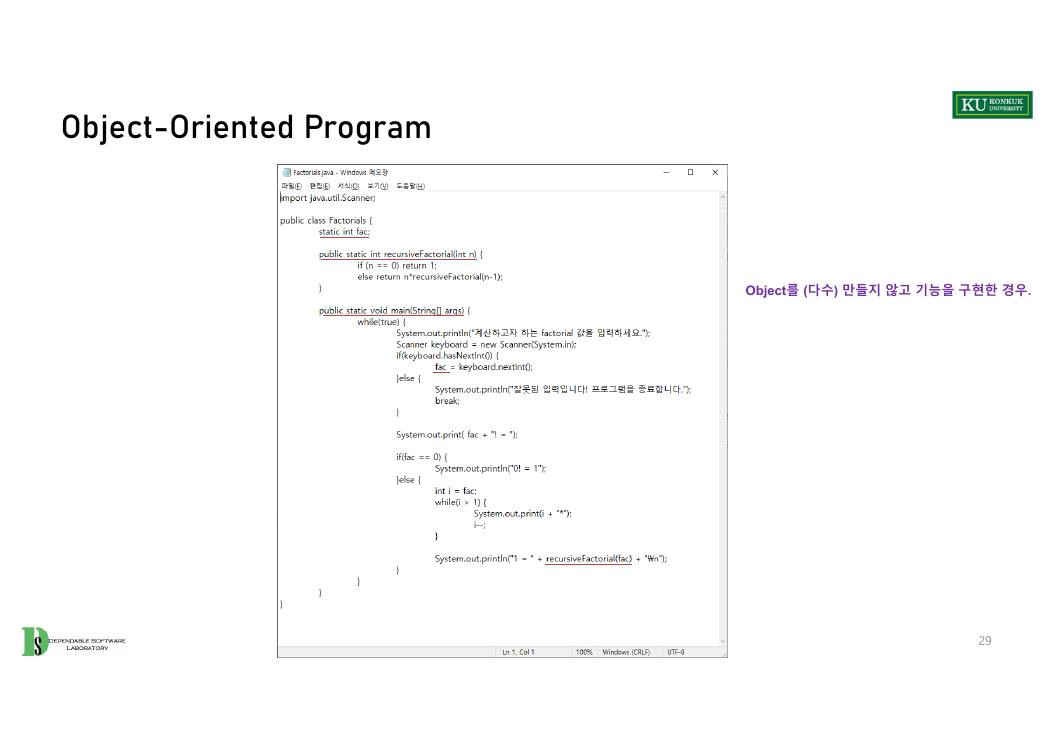 Object-Oriented Program
KU KONKUK
UNIVERSITY
Factorials.java - Windows 메모장
파일(F) 편집(E) 서식(O) 보기(V) 도움말(H)
import java.util.Scanner;
public class Factorials {
static int fac;
public static int recursiveFactorial(int n) {
if (n == 0) return 1;
else return n*recursiveFactorial(n-1);
}
public static void main(String[] args) {
while(true) {
System.out.println("계산하고자 하는 factorial 값을 입력하세요.");
Scanner keyboard = new Scanner(System.in);
if(keyboard.hasNextInt()) {
fac = keyboard.nextInt();
}else {
System.out.println("잘못된 입력입니다! 프로그램을 종료합니다.");
break;
}
System.out.print( fac + "! = ");
if(fac == 0) {
System.out.println("0! = 1");
}else {
int i = fac;
while(i > 1) {
System.out.print(i + "*");
i--;
}
System.out.println("1 = " + recursiveFactorial(fac) + "₩n");
}
}
}
}
Ln 1, Col 1 100% Windows (CRLF) UTF-8
Object를 (다수) 만들지 않고 기능을 구현한 경우.
DEPENDABLE SOFTWARE
LABORATORY
29